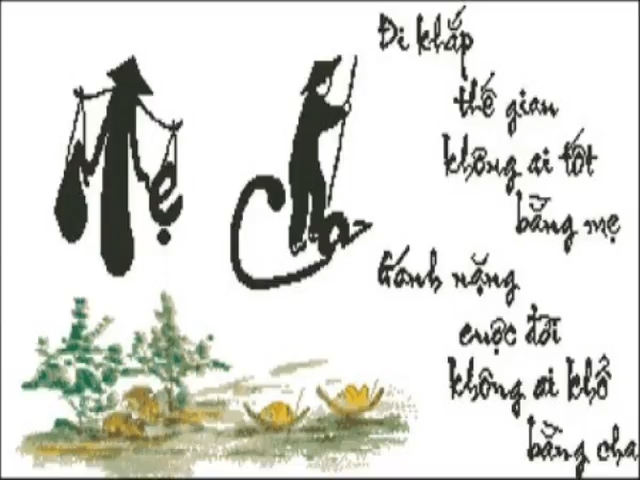 Mẹ Cha
Đi khắp
thế gian
không ai tốt
bằng mẹ
Gánh nặng
cuộc đời
không ai khổ
bằng cha